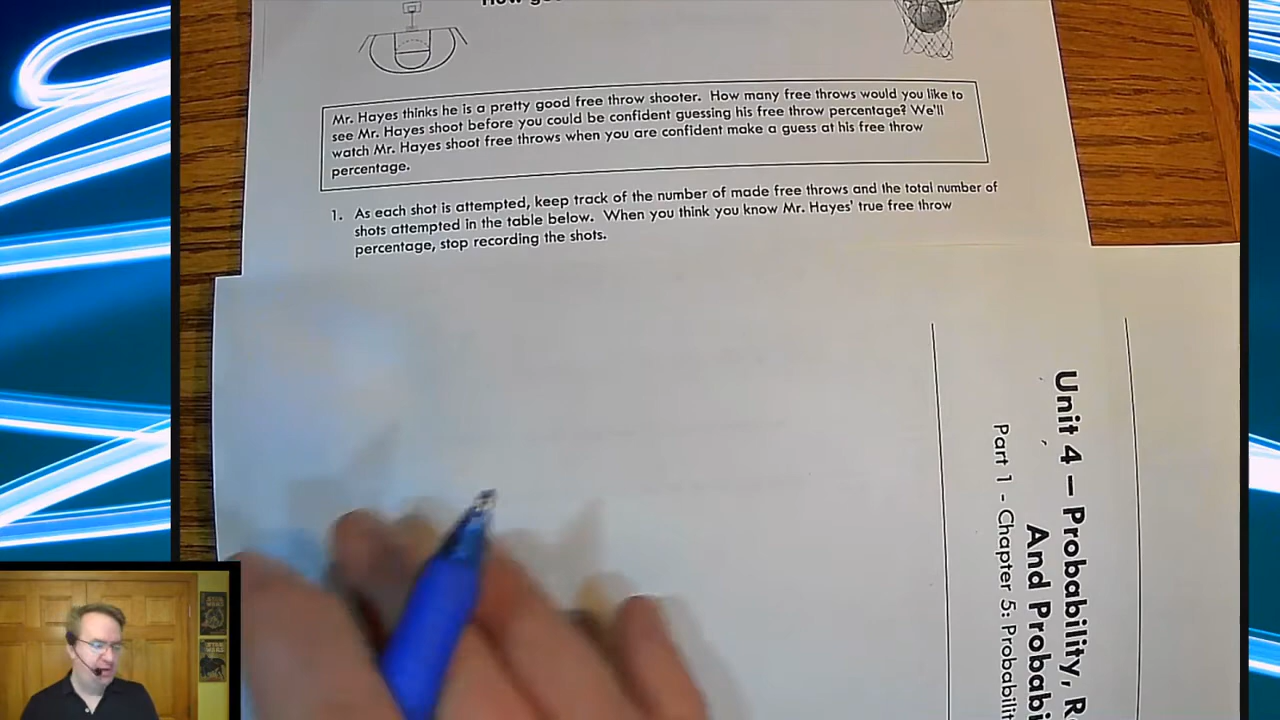 Mr. Hayes thinks he is a pretty good free throw shooter. How many free throws would you like to
see Mr. Hayes shoot before you could be confident guessing his free throw percentage? We'll
watch Mr. Hayes shoot free throws when you are confident make a guess at his free throw
percentage.
1. As each shot is attempted, keep track of the number of made free throws and the total number of
shots attempted in the table below. When you think you know Mr. Hayes' true free throw
percentage, stop recording the shots.
Unit 4 – Probability,
And
Part 1 - Chapter 5:
STAR
WARS
STAR
WARS